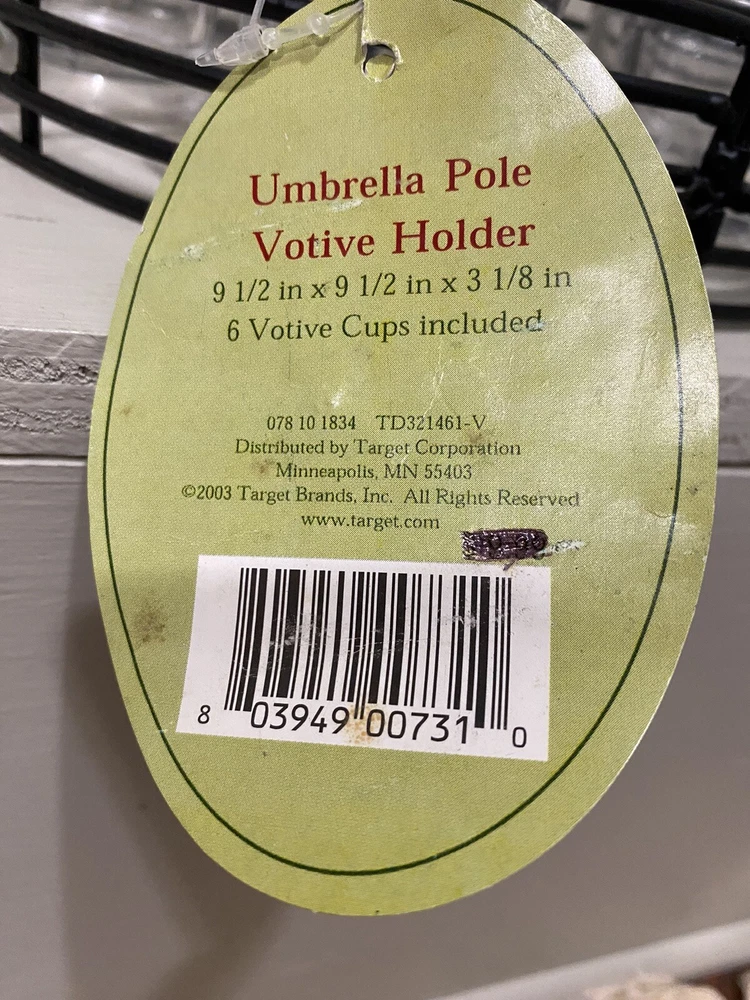 Umbrella Pole
Votive Holder
9 1/2 in x 9 1/2 in x 3 1/8 in
6 Votive Cups included
078 10 1834 TD321461-V
Distributed by Target Corporation
Minneapolis, MN 55403
©2003 Target Brands, Inc. All Rights Reserved
www.target.com
8 03949 00731 0